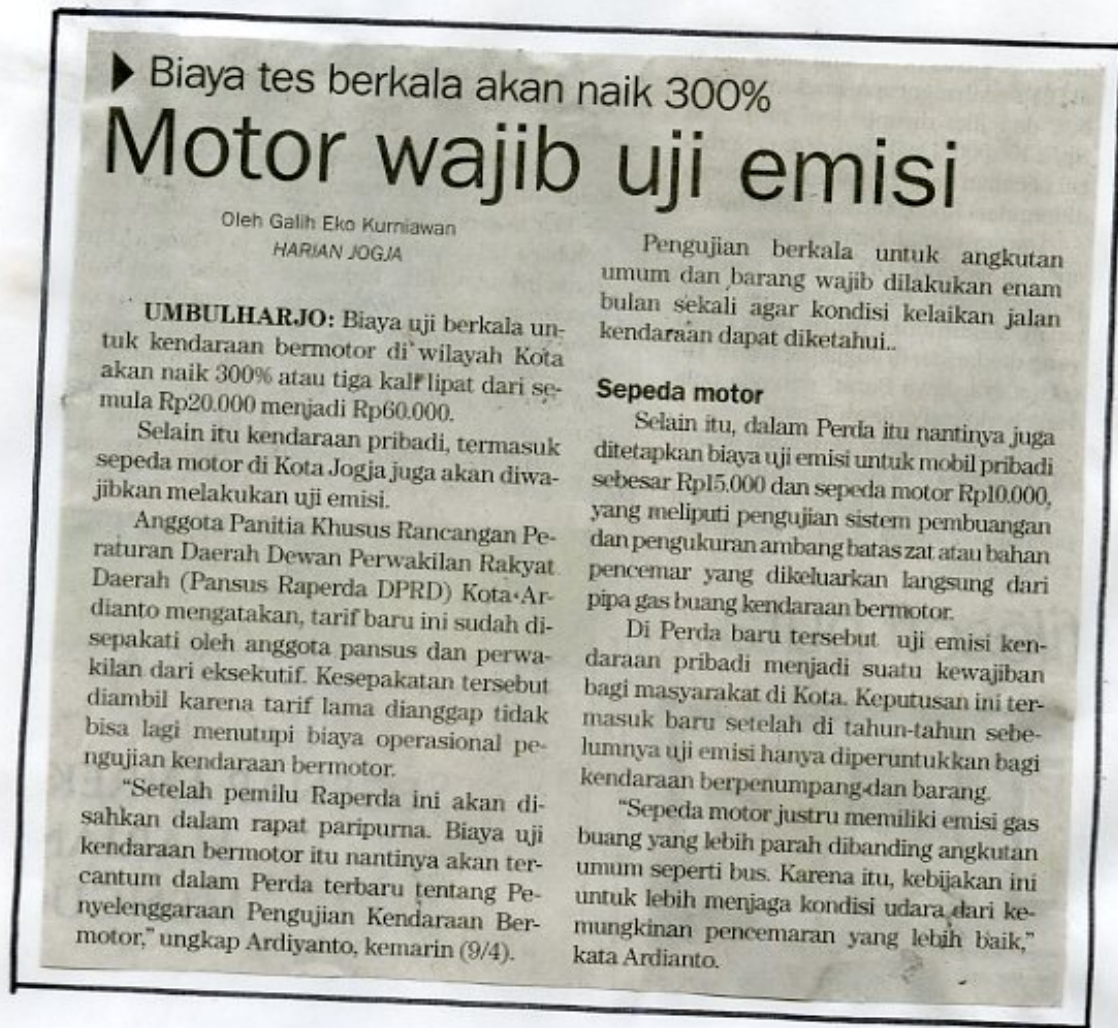 Biaya tes berkala akan naik 300%
Motor wajib uji emisi
Oleh Galih Eko Kurniawan
HARIAN JOGJA
UMBULHARJO: Biaya uji berkala un-
tuk kendaraan bermotor di wilayah Kota
akan naik 300% atau tiga kali lipat dari se-
mula Rp20.000 menjadi Rp60.000.
Selain itu kendaraan pribadi, termasuk
sepeda motor di Kota Jogja juga akan diwa-
jibkan melakukan uji emisi.
Anggota Panitia Khusus Rancangan Pe-
raturan Daerah Dewan Perwakilan Rakyat
Daerah (Pansus Raperda DPRD) Kota Ar-
dianto mengatakan, tarif baru ini sudah di-
sepakati oleh anggota pansus dan perwa-
kilan dari eksekutif. Kesepakatan tersebut
diambil karena tarif lama dianggap tidak
bisa lagi menutupi biaya operasional pe-
ngujian kendaraan bermotor.
“Setelah pemilu Raperda ini akan di-
sahkan dalam rapat paripurna. Biaya uji
kendaraan bermotor itu nantinya akan ter-
cantum dalam Perda terbaru tentang Pe-
nyelenggaraan Pengujian Kendaraan Ber-
motor,” ungkap Ardiyanto, kemarin (9/4).
Pengujian berkala untuk angkutan
umum dan barang wajib dilakukan enam
bulan sekali agar kondisi kelaikan jalan
kendaraan dapat diketahui..
Sepeda motor
Selain itu, dalam Perda itu nantinya juga
ditetapkan biaya uji emisi untuk mobil pribadi
sebesar Rp15.000 dan sepeda motor Rp10.000,
yang meliputi pengujian sistem pembuangan
dan pengukuran ambang batas zat atau bahan
pencemar yang dikeluarkan langsung dari
pipa gas buang kendaraan bermotor.
Di Perda baru tersebut uji emisi ken-
daraan pribadi menjadi suatu kewajiban
bagi masyarakat di Kota. Keputusan ini ter-
masuk baru setelah di tahun-tahun sebe-
lumnya uji emisi hanya diperuntukkan bagi
kendaraan berpenumpang dan barang.
“Sepeda motor justru memiliki emisi gas
buang yang lebih parah dibanding angkutan
umum seperti bus. Karena itu, kebijakan ini
untuk lebih menjaga kondisi udara dari ke-
mungkinan pencemaran yang lebih baik,”
kata Ardianto.